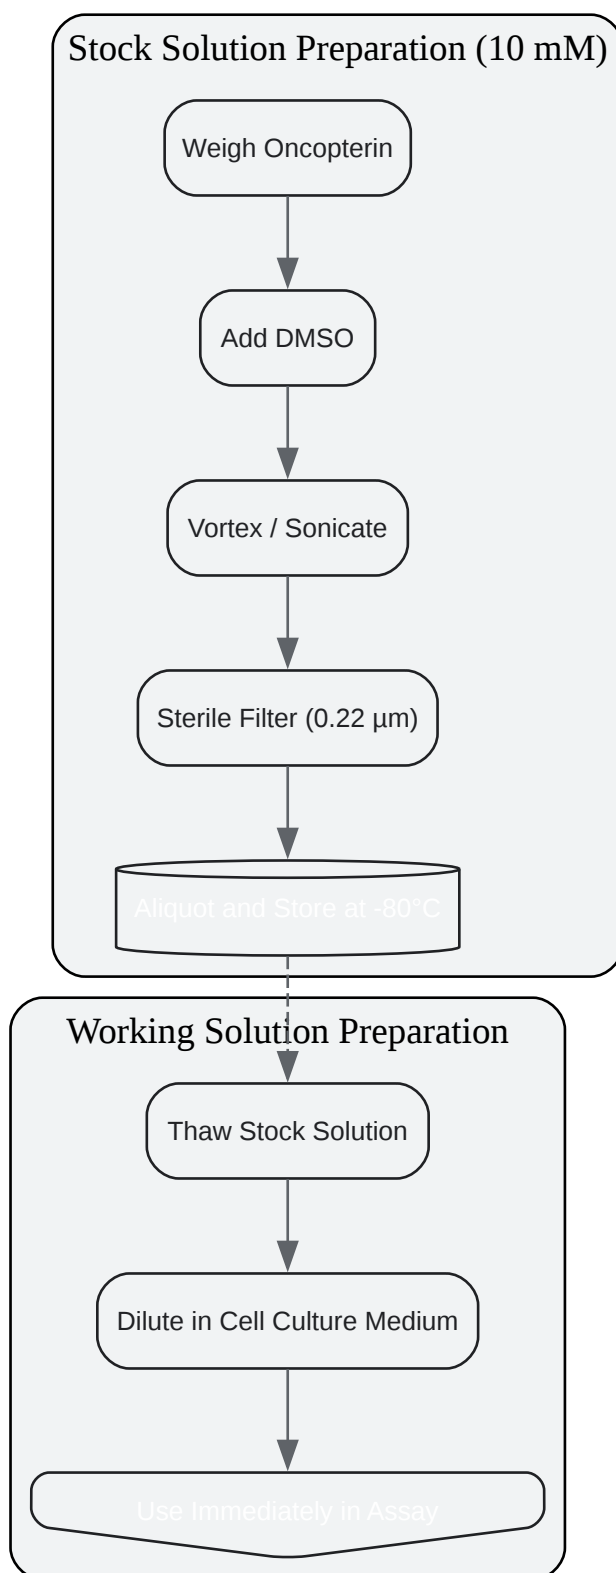 Stock Solution Preparation (10 mM)
Weigh Oncopterin
Add DMSO
Vortex / Sonicate
Sterile Filter (0.22 µm)
Aliquot and Store at -80°C
Working Solution Preparation
Thaw Stock Solution
Dilute in Cell Culture Medium
Use Immediately in Assay